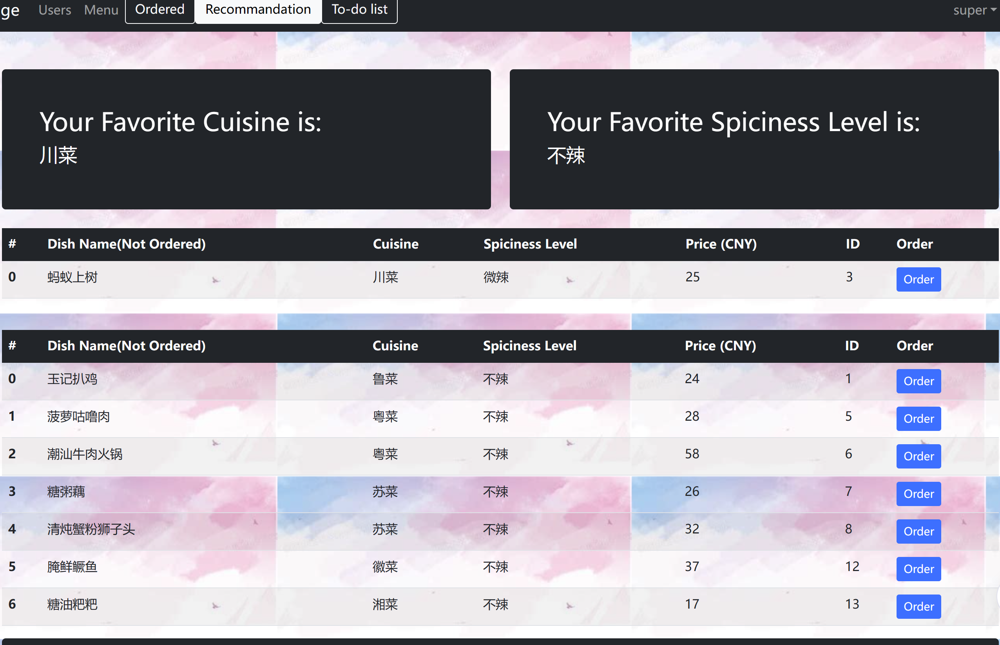 ge Users Menu Ordered Recommandation To-do list super
Your Favorite Cuisine is:
川菜
Your Favorite Spiciness Level is:
不辣
# Dish Name(Not Ordered) Cuisine Spiciness Level Price (CNY) ID Order
0 蚂蚁上树 川菜 微辣 25 3 Order
# Dish Name(Not Ordered) Cuisine Spiciness Level Price (CNY) ID Order
0 玉记扒鸡 鲁菜 不辣 24 1 Order
1 菠萝咕噜肉 粤菜 不辣 28 5 Order
2 潮汕牛肉火锅 粤菜 不辣 58 6 Order
3 糖粥藕 苏菜 不辣 26 7 Order
4 清炖蟹粉狮子头 苏菜 不辣 32 8 Order
5 腌鲜鳜鱼 徽菜 不辣 37 12 Order
6 糖油粑粑 湘菜 不辣 17 13 Order